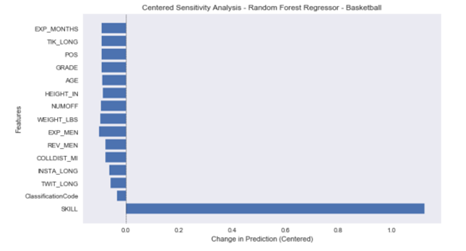 Centered Sensitivity Analysis - Random Forest Regressor - Basketball
EXP_MONTHS
TIK_LONG
POS
GRADE
AGE
HEIGHT_IN
NUMOFF
WEIGHT_LBS
EXP_MEN
REV_MEN
COLLDIST_MI
INSTA_LONG
TWIT_LONG
ClassificationCode
SKILL
Features
0.0 0.2 0.4 0.6 0.8 1.0
Change in Prediction (Centered)